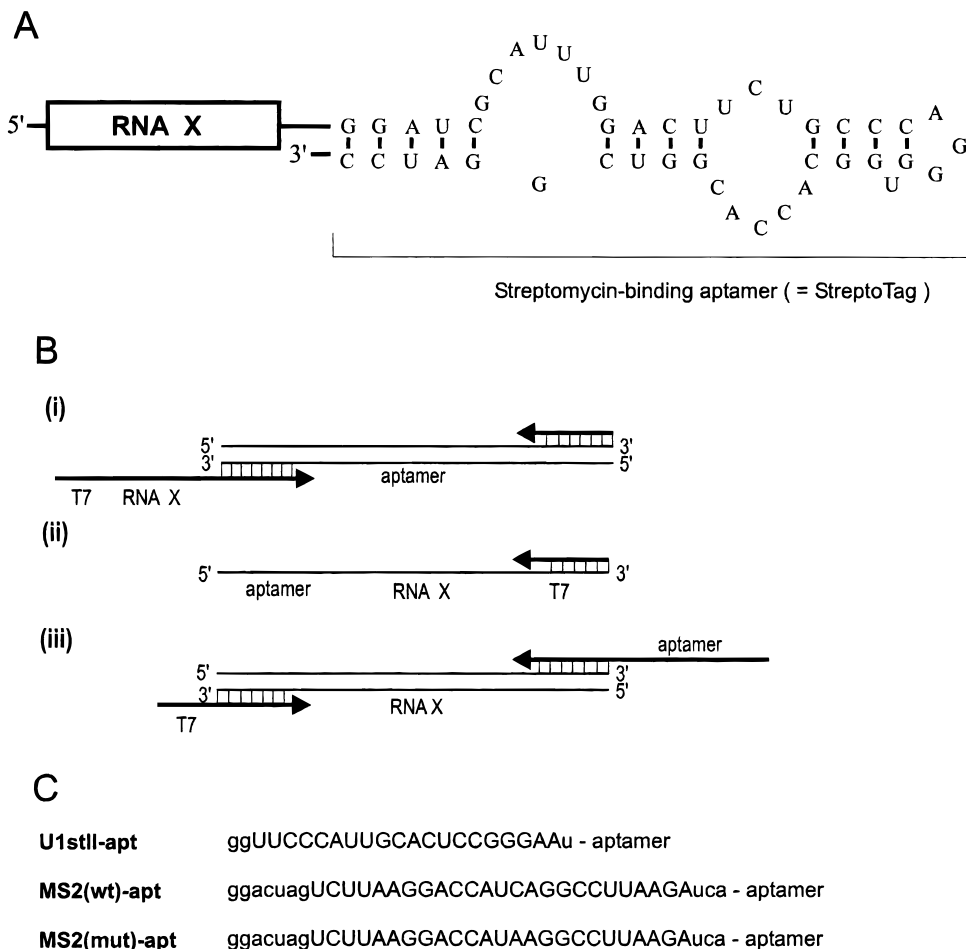 A
A U U
C U C
G G U U A
5' RNA X G G A U C G A C U G C C C
G
3' C C U A G C U G G C G G G
G
G C A U
A C
C
Streptomycin-binding aptamer ( = StreptoTag )
B
(i)
5' 3'
3' 5'
aptamer
T7 RNA X
(ii)
5' 3'
aptamer RNA X T7
(iii)
aptamer
5' 3'
3' 5'
RNA X
T7
C
U1stII-apt ggUUCCCAUUGCACUCCGGGAAu - aptamer
MS2(wt)-apt ggacuagUCUUAAGGACCAUCAGGCCUUAAGAuca - aptamer
MS2(mut)-apt ggacuagUCUUAAGGACCAUAAGGCCUUAAGAuca - aptamer